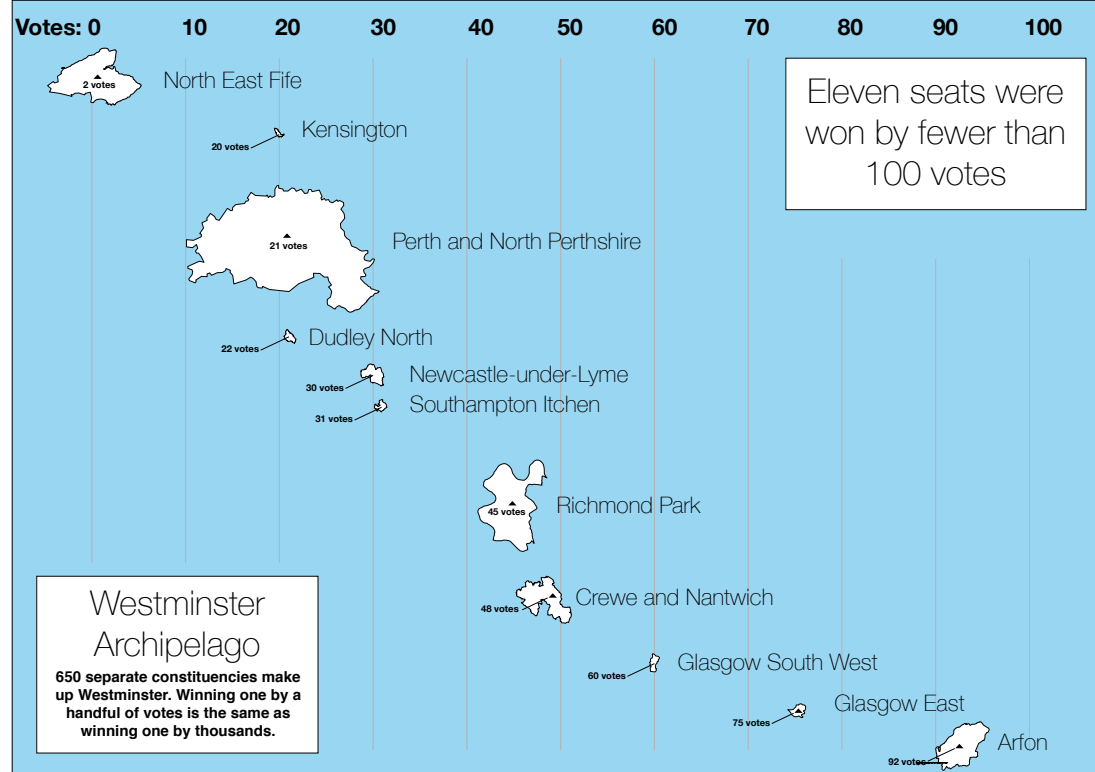 Votes: 0 10 20 30 40 50 60 70 80 90 100
2 votes
North East Fife
Eleven seats were
won by fewer than
100 votes
Kensington
20 votes
Perth and North Perthshire
21 votes
Dudley North
22 votes
Newcastle-under-Lyme
30 votes
Southampton Itchen
31 votes
Richmond Park
45 votes
Crewe and Nantwich
48 votes
Westminster
Archipelago
650 separate constituencies make
up Westminster. Winning one by a
handful of votes is the same as
winning one by thousands.
Glasgow South West
60 votes
Glasgow East
75 votes
Arfon
92 votes